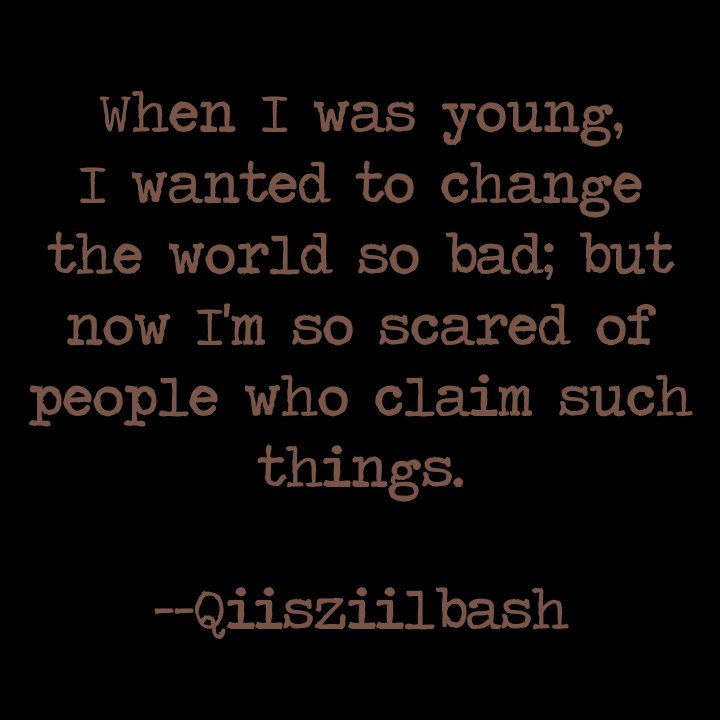 When I was young,
I wanted to change
the world so bad; but
now I'm so scared of
people who claim such
things.
--Qiisziilbash